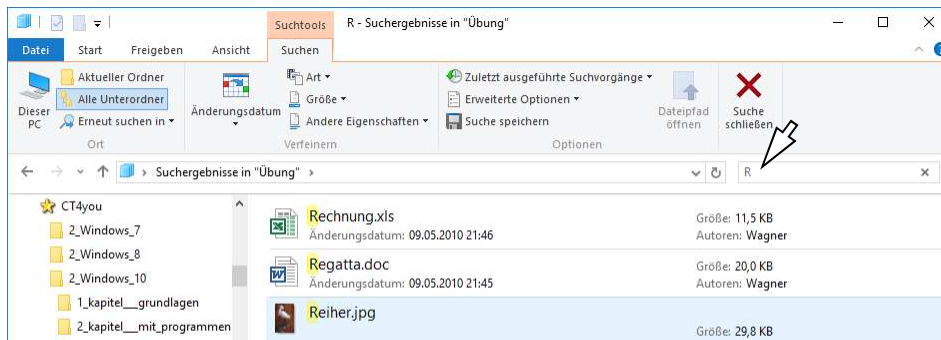 Suchtools R - Suchergebnisse in "Übung"
Datei Start Freigeben Ansicht Suchen
Dieser PC
Aktueller Ordner
Alle Unterordner
Erneut suchen in
Ort
Änderungsdatum
Art
Größe
Andere Eigenschaften
Verfeinern
Zuletzt ausgeführte Suchvorgänge
Erweiterte Optionen
Suche speichern
Dateipfad
öffnen
Optionen
Suche
schließen
Suchergebnisse in "Übung" R
CT4you
2_Windows_7
2_Windows_8
2_Windows_10
1_kapitel__grundlagen
2_kapitel__mit_programmen
Rechnung.xls Größe: 11,5 KB
Änderungsdatum: 09.05.2010 21:46 Autoren: Wagner
Regatta.doc Größe: 20,0 KB
Änderungsdatum: 09.05.2010 21:45 Autoren: Wagner
Reiher.jpg
Größe: 29,8 KB